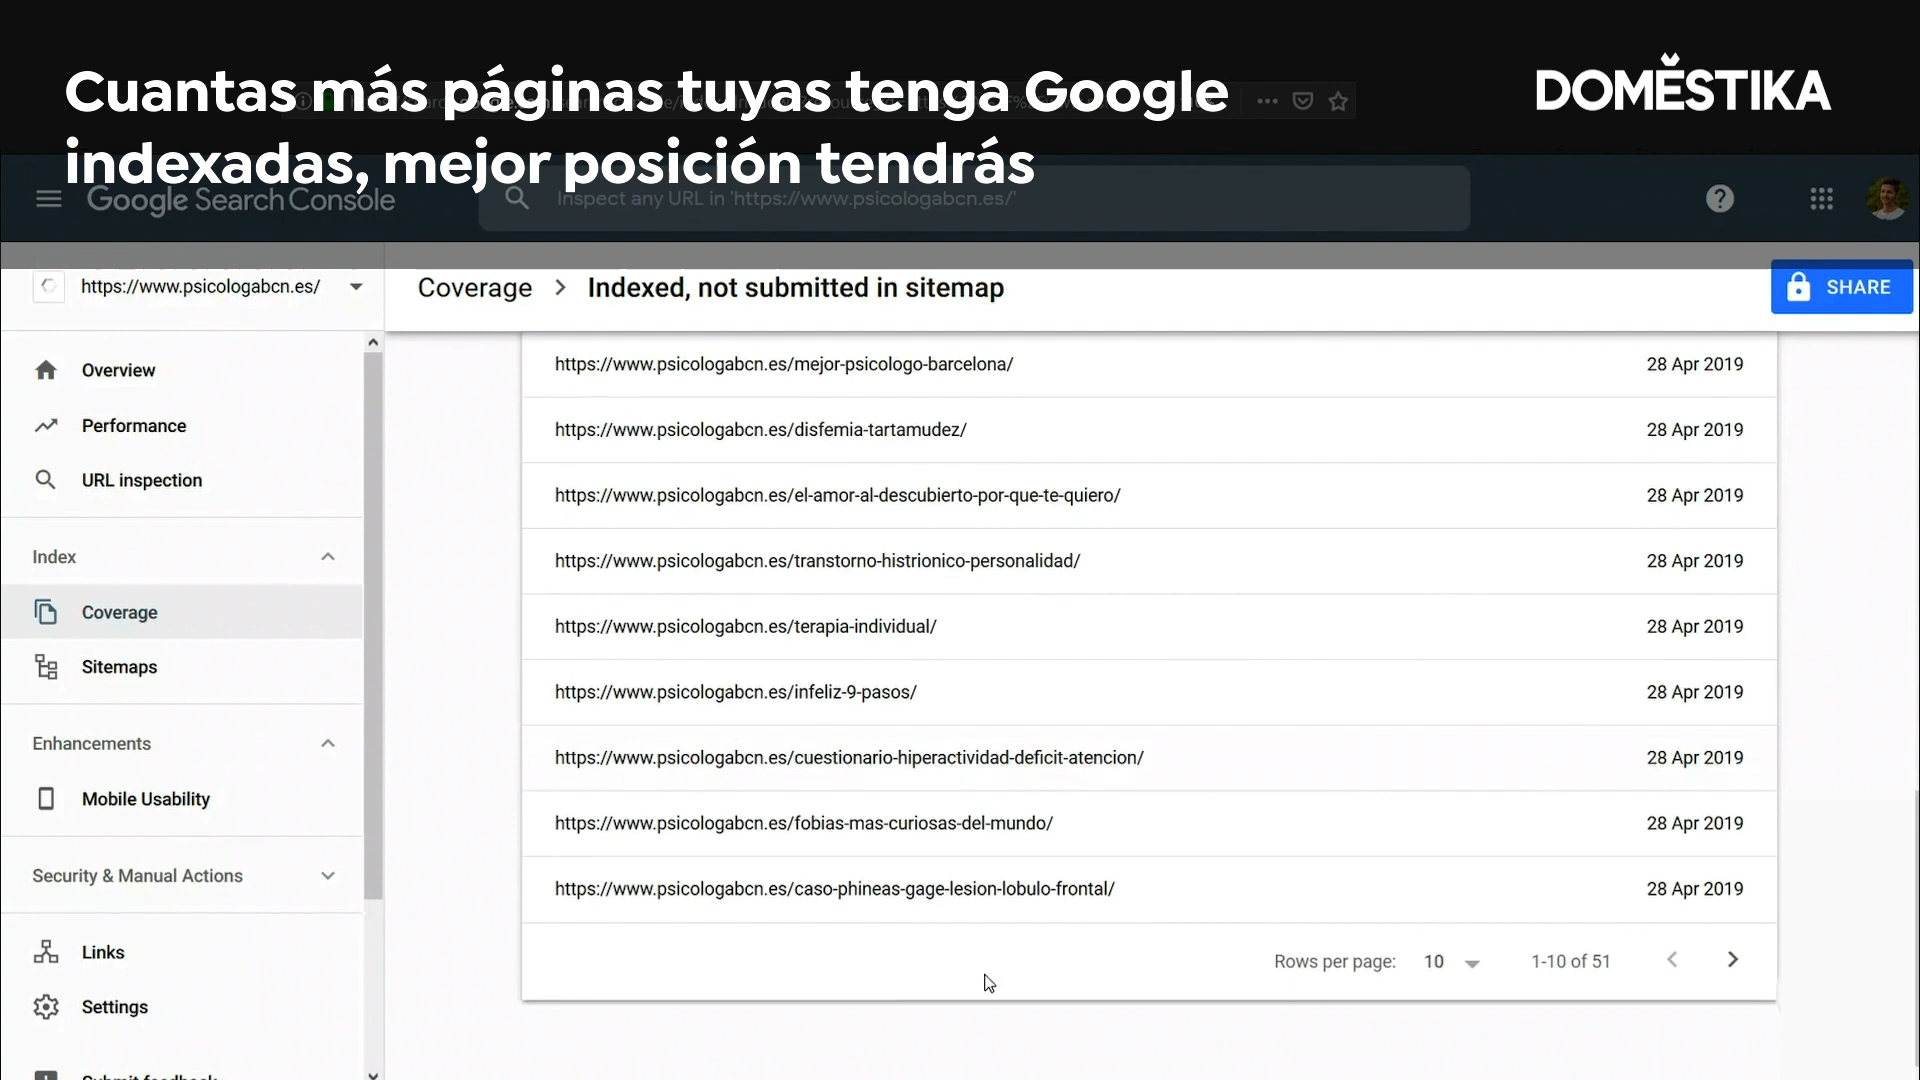 Cuantas más páginas tuyas tenga Google
indexadas, mejor posición tendrás
DOMĔSTIKA
Google Search Console
Inspect any URL in 'https://www.psicologabcn.es/'
https://www.psicologabcn.es/
Coverage > Indexed, not submitted in sitemap
SHARE
Overview
Performance
URL inspection
Index
Coverage
Sitemaps
Enhancements
Mobile Usability
Security & Manual Actions
Links
Settings
Submit feedback
https://www.psicologabcn.es/mejor-psicologo-barcelona/ 28 Apr 2019
https://www.psicologabcn.es/disfemia-tartamudez/ 28 Apr 2019
https://www.psicologabcn.es/el-amor-al-descubierto-por-que-te-quiero/ 28 Apr 2019
https://www.psicologabcn.es/transtorno-histrionico-personalidad/ 28 Apr 2019
https://www.psicologabcn.es/terapia-individual/ 28 Apr 2019
https://www.psicologabcn.es/infeliz-9-pasos/ 28 Apr 2019
https://www.psicologabcn.es/cuestionario-hiperactividad-deficit-atencion/ 28 Apr 2019
https://www.psicologabcn.es/fobias-mas-curiosas-del-mundo/ 28 Apr 2019
https://www.psicologabcn.es/caso-phineas-gage-lesion-lobulo-frontal/ 28 Apr 2019
Rows per page: 10 1-10 of 51